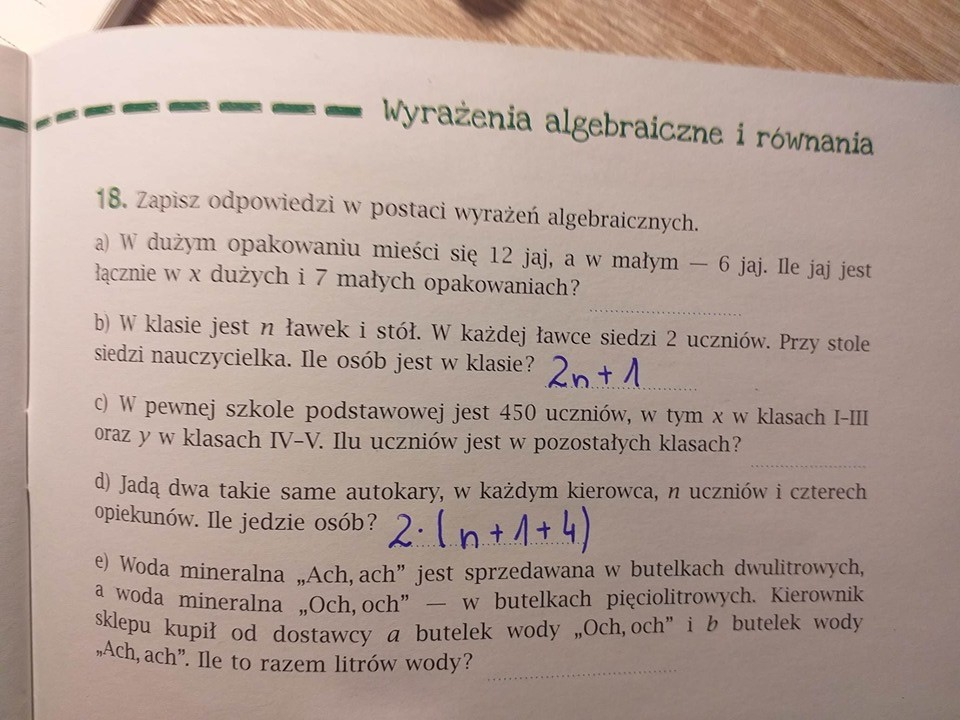 Wyrażenia algebraiczne i równania
18. Zapisz odpowiedzi w postaci wyrażeń algebraicznych.
a) W dużym opakowaniu mieści się 12 jaj, a w małym — 6 jaj. Ile jaj jest
łącznie w x dużych i 7 małych opakowaniach?
b) W klasie jest n ławek i stół. W każdej ławce siedzi 2 uczniów. Przy stole
siedzi nauczycielka. Ile osób jest w klasie? 2n + 1
c) W pewnej szkole podstawowej jest 450 uczniów, w tym x w klasach I–III
oraz y w klasach IV–V. Ilu uczniów jest w pozostałych klasach?
d) Jadą dwa takie same autokary, w każdym kierowca, n uczniów i czterech
opiekunów. Ile jedzie osób? 2·(n + 1 + 4)
e) Woda mineralna „Ach, ach” jest sprzedawana w butelkach dwulitrowych,
a woda mineralna „Och, och” — w butelkach pięciolitrowych. Kierownik
sklepu kupił od dostawcy a butelek wody „Och, och” i b butelek wody
„Ach, ach”. Ile to razem litrów wody?